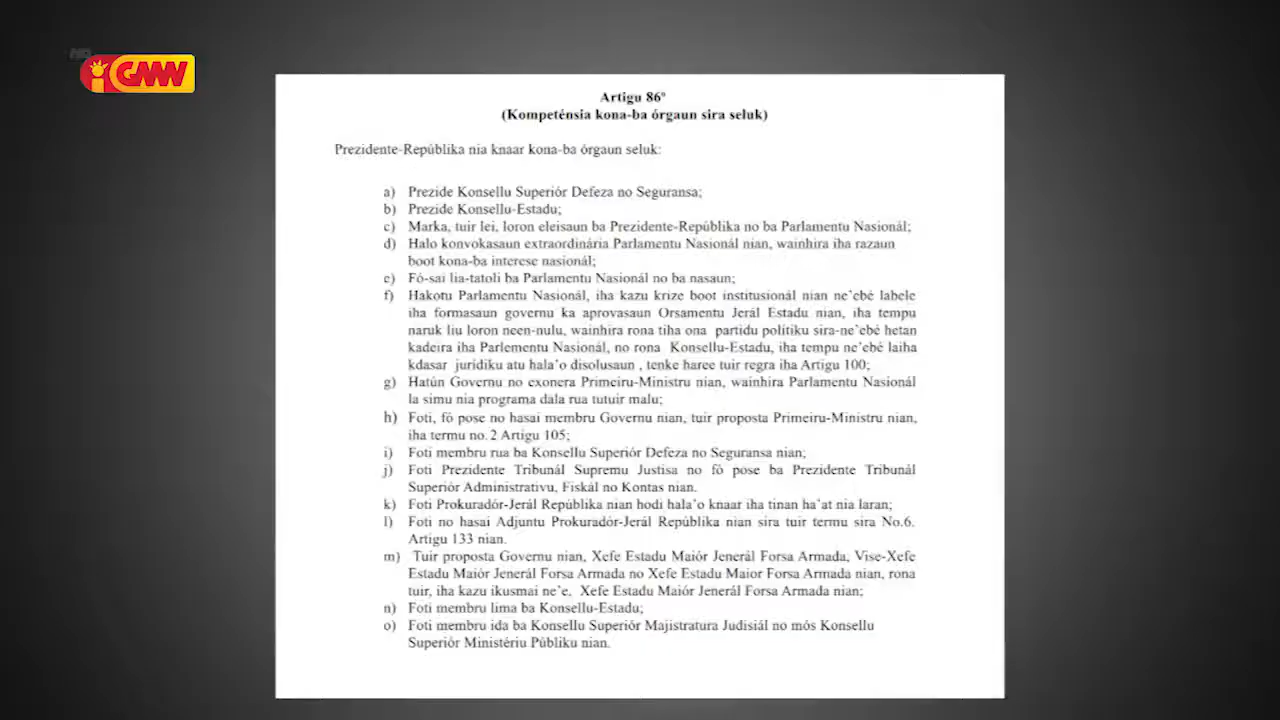 HD
GMN
Artigu 86º
(Kompeténsia kona-ba órgaun sira seluk)
Prezidente-Repúblika nia knaar kona-ba órgaun seluk:
a) Prezide Konsellu Superiór Defeza no Seguransa;
b) Prezide Konsellu-Estadu;
c) Marka, tuir lei, loron eleisaun ba Prezidente-Repúblika no ba Parlamentu Nasionál;
d) Halo konvokasaun extraordinária Parlamentu Nasionál nian, wainhira iha razaun
boot kona-ba interese nasionál;
e) Fó-sai lia-tatoli ba Parlamentu Nasionál no ba nasaun;
f) Hakotu Parlamentu Nasionál, iha kazu krize boot institusionál nian ne'ebé labele
iha formasaun governu ka aprovasaun Orsamentu Jerál Estadu nian, iha tempu
naruk liu loron neen-nulu, wainhira rona tiha ona partidu polítiku sira-ne'ebé hetan
kadeira iha Parlementu Nasionál, no rona Konsellu-Estadu, iha tempu ne'ebé laiha
kdasar jurídiku atu hala'o disolusaun , tenke haree tuir regra iha Artigu 100;
g) Hatún Governu no exonera Primeiru-Ministru nian, wainhira Parlamentu Nasionál
la simu nia programa dala rua tutuir malu;
h) Foti, fó pose no hasai membru Governu nian, tuir proposta Primeiru-Ministru nian,
iha termu no. 2 Artigu 105;
i) Foti membru rua ba Konsellu Superiór Defeza no Seguransa nian;
j) Foti Prezidente Tribunál Supremu Justisa no fó pose ba Prezidente Tribunál
Superiór Administrativu, Fiskál no Kontas nian.
k) Foti Prokuradór-Jerál Repúblika nian hodi hala'o knaar iha tinan ha'at nia laran;
l) Foti no hasai Adjuntu Prokuradór-Jerál Repúblika nian sira tuir termu sira No.6.
Artigu 133 nian.
m) Tuir proposta Governu nian, Xefe Estadu Maiór Jenerál Forsa Armada, Vise-Xefe
Estadu Maiór Jenerál Forsa Armada no Xefe Estadu Maior Forsa Armada nian, rona
tuir, iha kazu ikusmai ne'e, Xefe Estadu Maiór Jenerál Forsa Armada nian;
n) Foti membru lima ba Konsellu-Estadu;
o) Foti membru ida ba Konsellu Superiór Majistratura Judisiál no mós Konsellu
Superiór Ministériu Públiku nian.